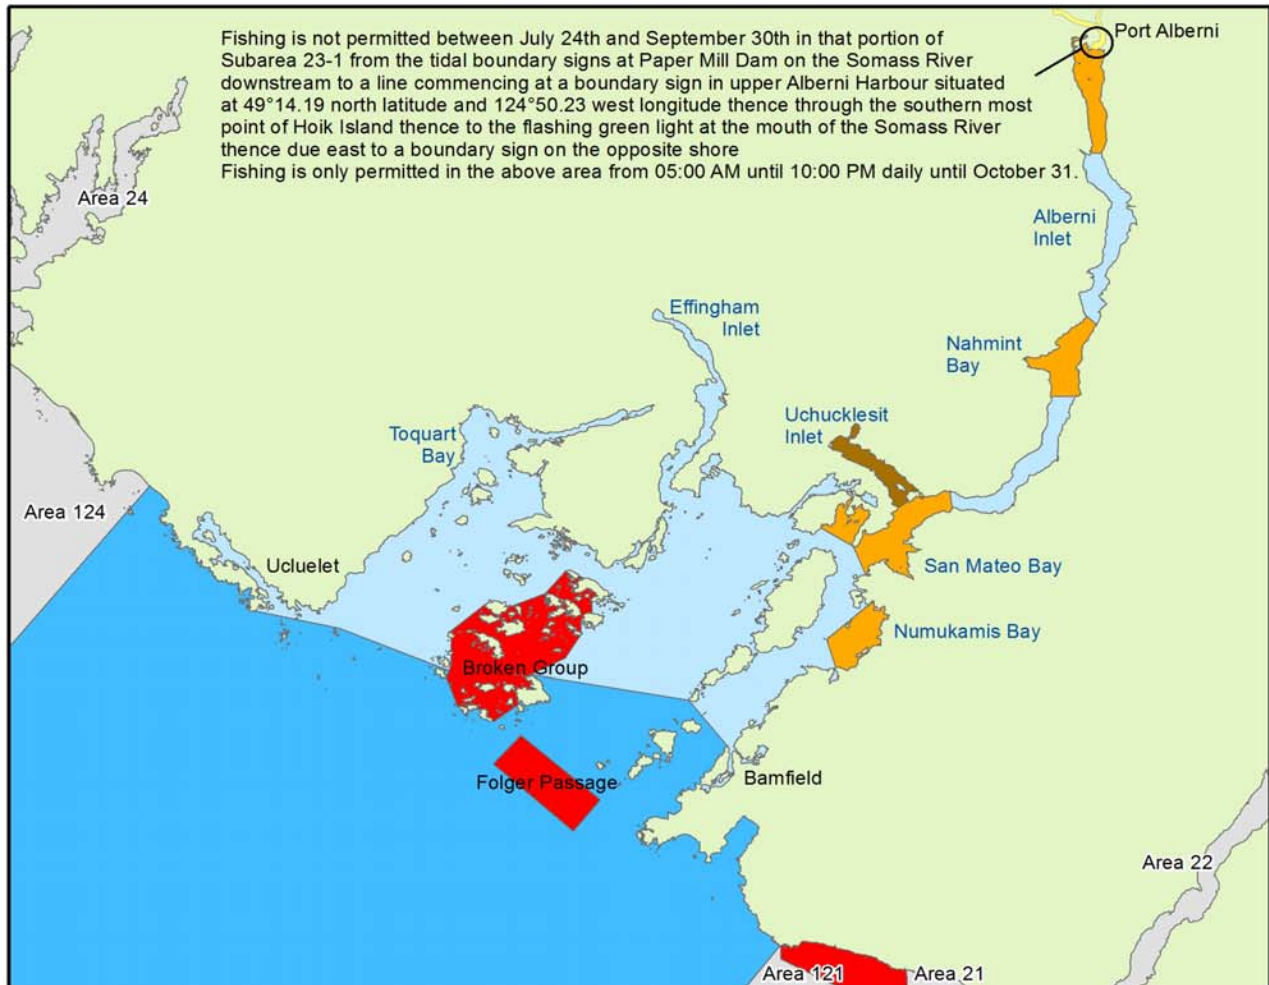 Port Alberni
Fishing is not permitted between July 24th and September 30th in that portion of
Subarea 23-1 from the tidal boundary signs at Paper Mill Dam on the Somass River
downstream to a line commencing at a boundary sign in upper Alberni Harbour situated
at 49°14.19 north latitude and 124°50.23 west longitude thence through the southern most
point of Hoik Island thence to the flashing green light at the mouth of the Somass River
thence due east to a boundary sign on the opposite shore
Fishing is only permitted in the above area from 05:00 AM until 10:00 PM daily until October 31.
Area 24
Alberni
Inlet
Effingham
Inlet
Nahmint
Bay
Uchucklesit
Inlet
Toquart
Bay
Area 124
Ucluelet
San Mateo Bay
Numukamis Bay
Broken Group
Folger Passage
Bamfield
Area 22
Area 121
Area 21